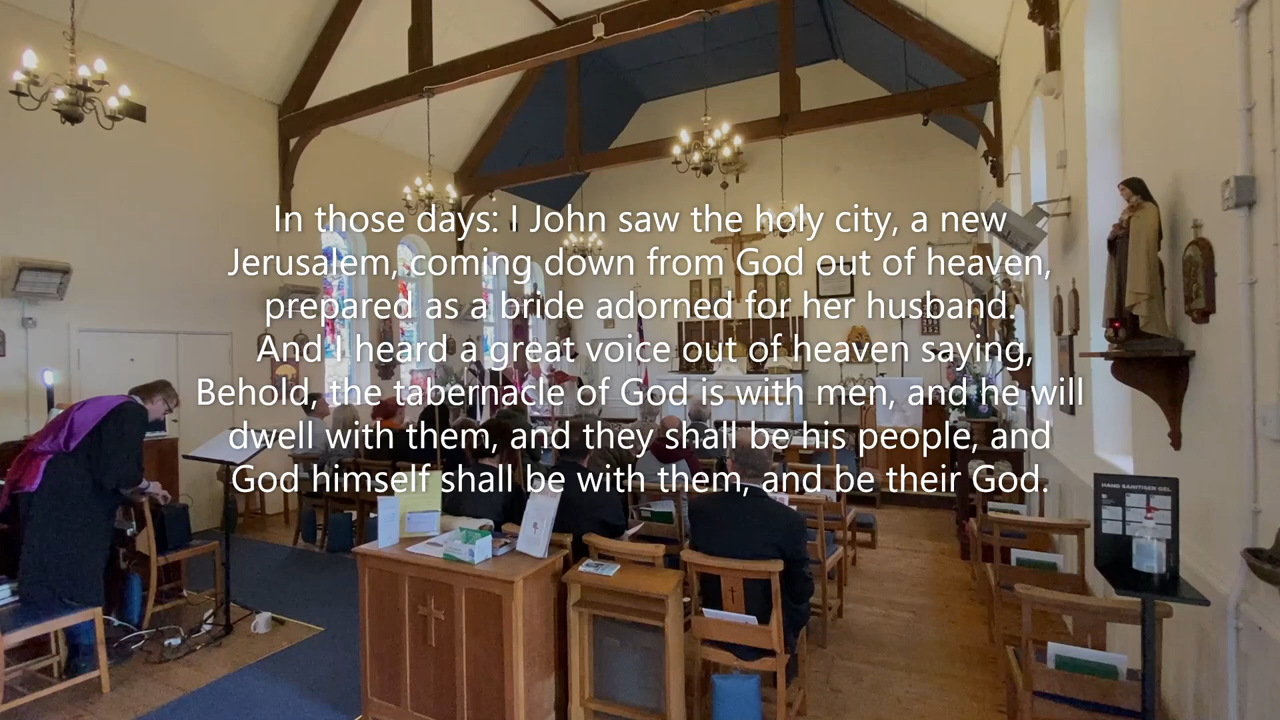 In those days: I John saw the holy city, a new
Jerusalem, coming down from God out of heaven,
prepared as a bride adorned for her husband.
And I heard a great voice out of heaven saying,
Behold, the tabernacle of God is with men, and he will
dwell with them, and they shall be his people, and
God himself shall be with them, and be their God.
HAND SANITISER GEL